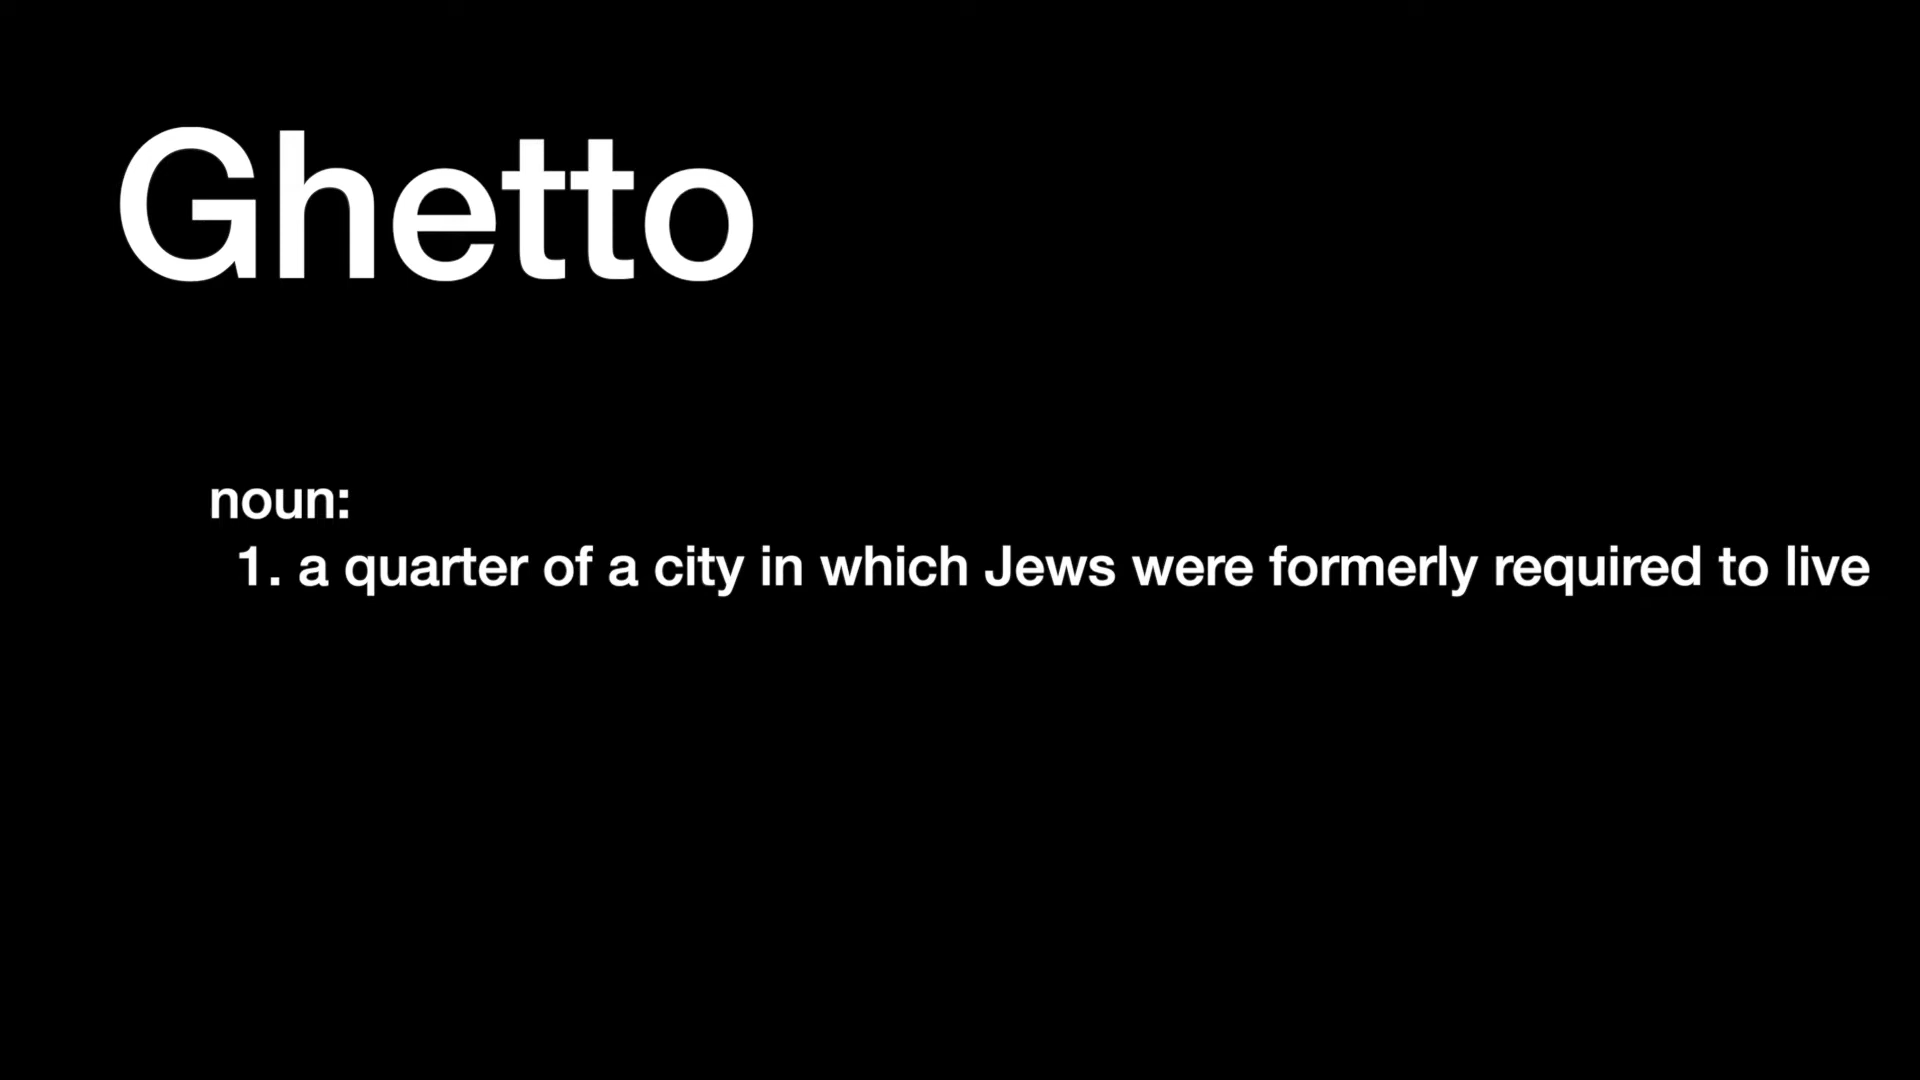 Ghetto
noun:
1. a quarter of a city in which Jews were formerly required to live